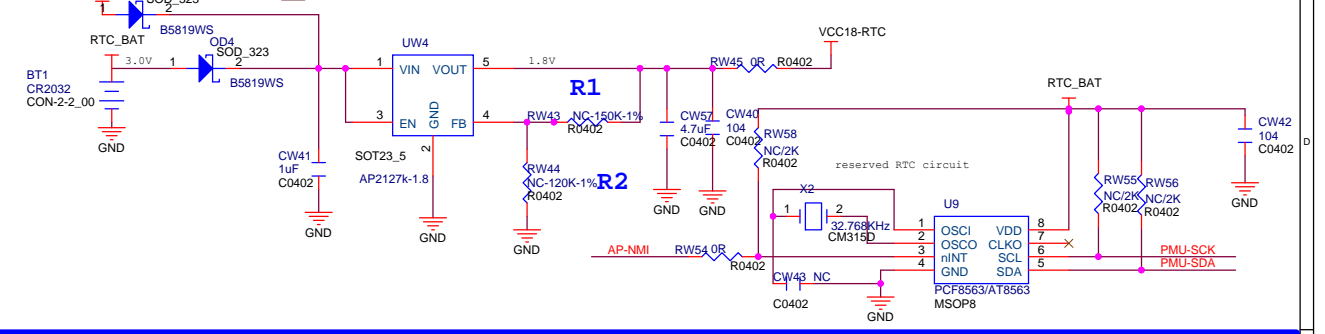 1
2
SOD_323
B5819WS
RTC_BAT
3.0V
1
OD4
SOD_323
2
B5819WS
BT1
CR2032
CON-2-2_00
GND
CW41
1uF
C0402
GND
UW4
1
VIN
VOUT
5
3
EN
GND
FB
4
2
SOT23_5
AP2127k-1.8
GND
1.8V
R1
RW43
NC-150K-1%
R0402
RW44
NC-120K-1%
R0402
R2
GND
CW57
4.7uF
C0402
GND
CW40
104
C0402
GND
RW45
0R
R0402
VCC18-RTC
RW58
NC/2K
R0402
reserved RTC circuit
RTC_BAT
X2
1
2
32.768KHz
CM315D
AP-NMI
RW54
0R
R0402
CW43
NC
C0402
GND
U9
1
OSCI
VDD
8
2
OSCO
CLKO
7
3
nINT
SCL
6
4
GND
SDA
5
PCF8563/AT8563
MSOP8
RW55
NC/2K
R0402
RW56
NC/2K
R0402
PMU-SCK
PMU-SDA
CW42
104
C0402
GND
D